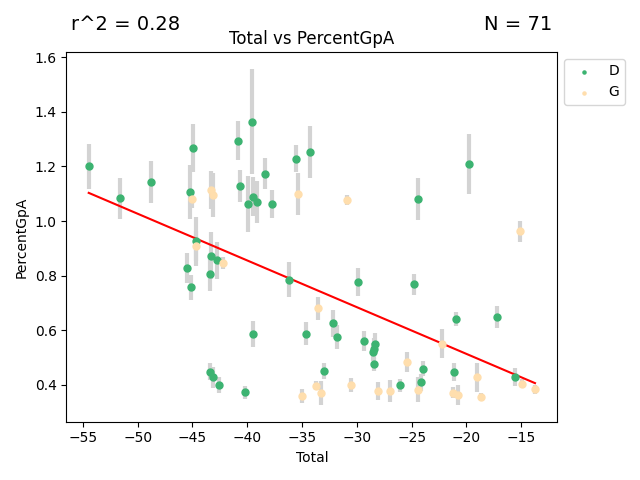 r^2 = 0.28
N = 71
Total vs PercentGpA
1.6
1.4
1.2
1.0
0.8
0.6
0.4
PercentGpA
−55
−50
−45
−40
−35
−30
−25
−20
−15
Total
D
G